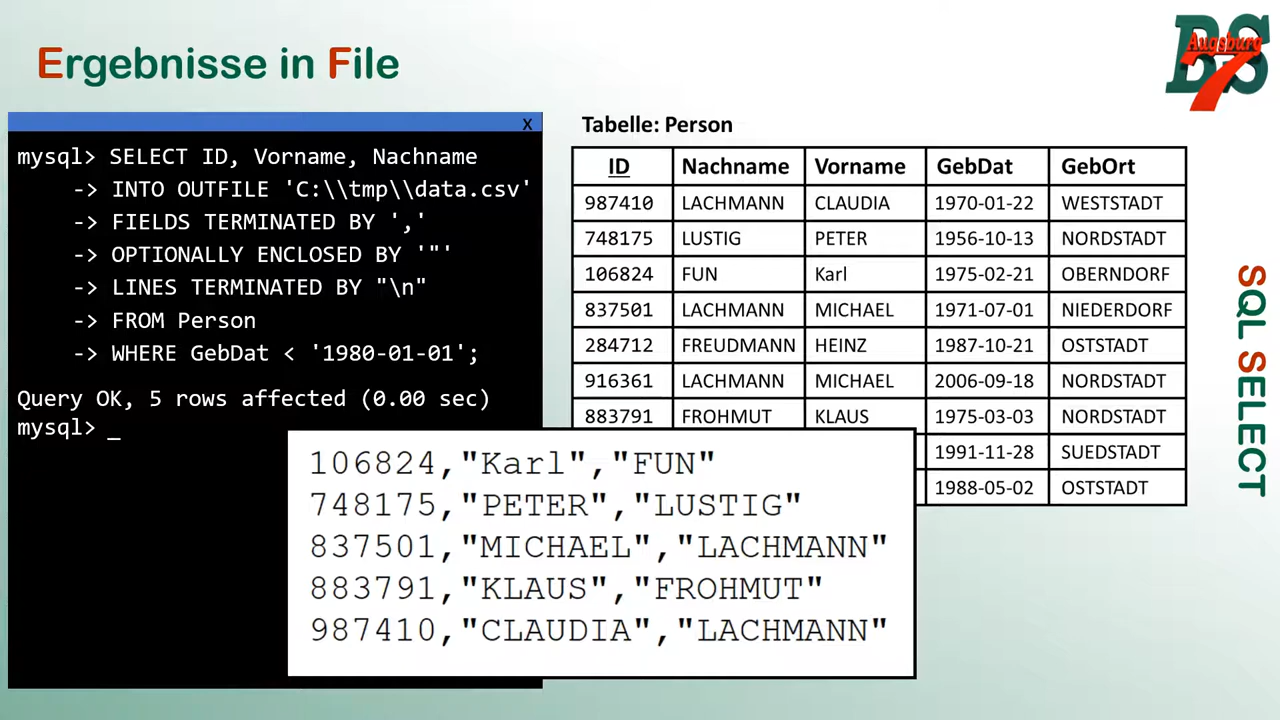 Ergebnisse in File
BS
Augsburg
7
X
mysql> SELECT ID, Vorname, Nachname
-> INTO OUTFILE 'C:\\tmp\\data.csv'
-> FIELDS TERMINATED BY ','
-> OPTIONALLY ENCLOSED BY '"'
-> LINES TERMINATED BY "\n"
-> FROM Person
-> WHERE GebDat < '1980-01-01';
Query OK, 5 rows affected (0.00 sec)
mysql> _
Tabelle: Person
ID Nachname Vorname GebDat GebOrt
987410 LACHMANN CLAUDIA 1970-01-22 WESTSTADT
748175 LUSTIG PETER 1956-10-13 NORDSTADT
106824 FUN Karl 1975-02-21 OBERNDORF
837501 LACHMANN MICHAEL 1971-07-01 NIEDERDORF
284712 FREUDMANN HEINZ 1987-10-21 OSTSTADT
916361 LACHMANN MICHAEL 2006-09-18 NORDSTADT
883791 FROHMUT KLAUS 1975-03-03 NORDSTADT
1991-11-28 SUEDSTADT
1988-05-02 OSTSTADT
106824,"Karl","FUN"
748175,"PETER","LUSTIG"
837501,"MICHAEL","LACHMANN"
883791,"KLAUS","FROHMUT"
987410,"CLAUDIA","LACHMANN"
SQL SELECT